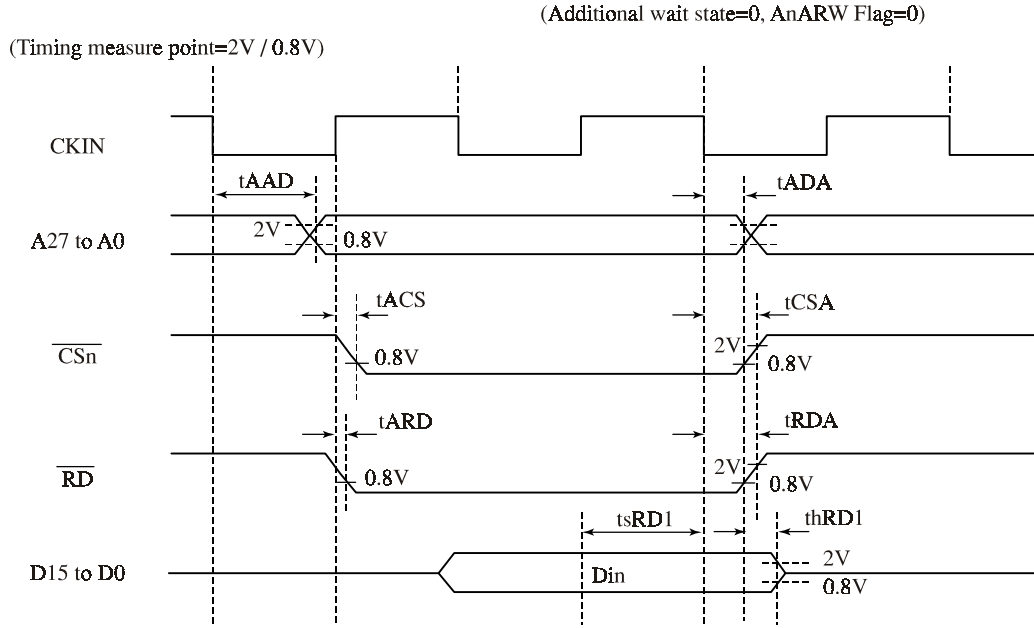 (Additional wait state=0, AnARW Flag=0)
(Timing measure point=2V / 0.8V)
CKIN
tAAD
tADA
A27 to A0
2V
0.8V
tACS
tCSA
CSn
0.8V
2V
0.8V
tARD
tRDA
RD
0.8V
2V
0.8V
tsRD1
thRD1
D15 to D0
Din
2V
0.8V